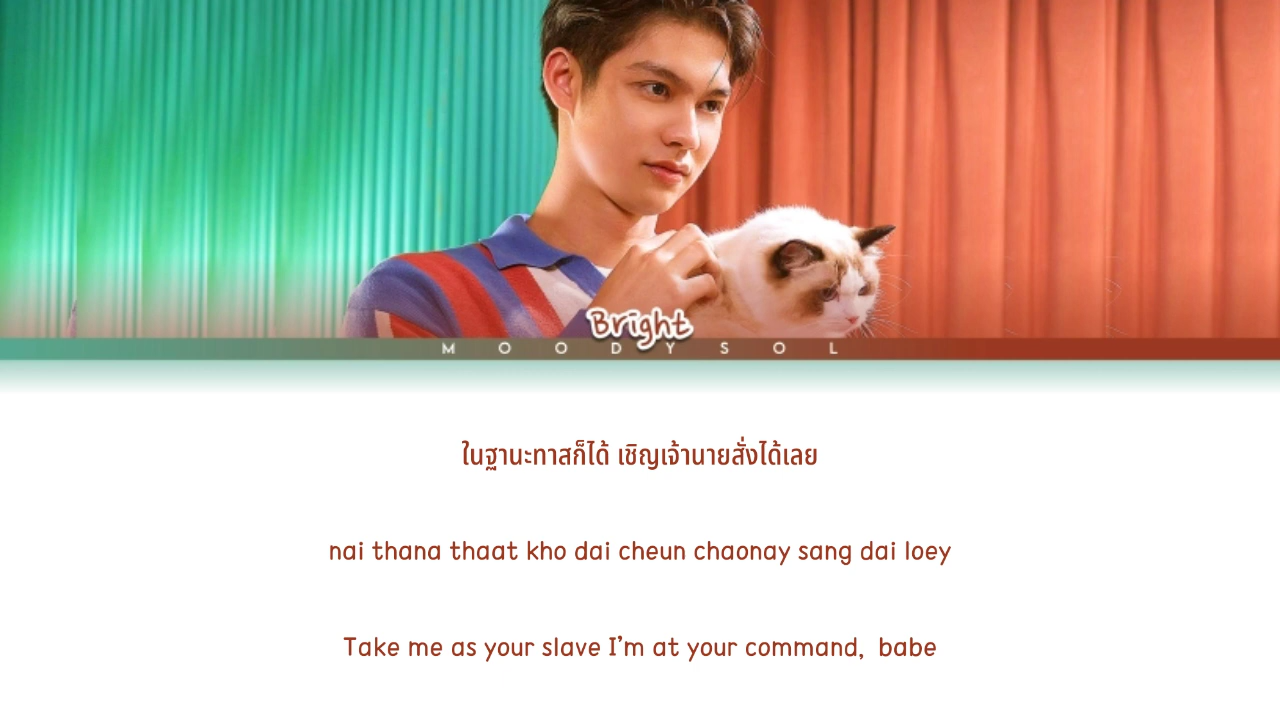 Bright
MOODYSOL
ในฐานะทาสก็ได้ เชิญเจ้านายสั่งได้เลย
nai thana thaat kho dai cheun chaonay sang dai loey
Take me as your slave I'm at your command, babe